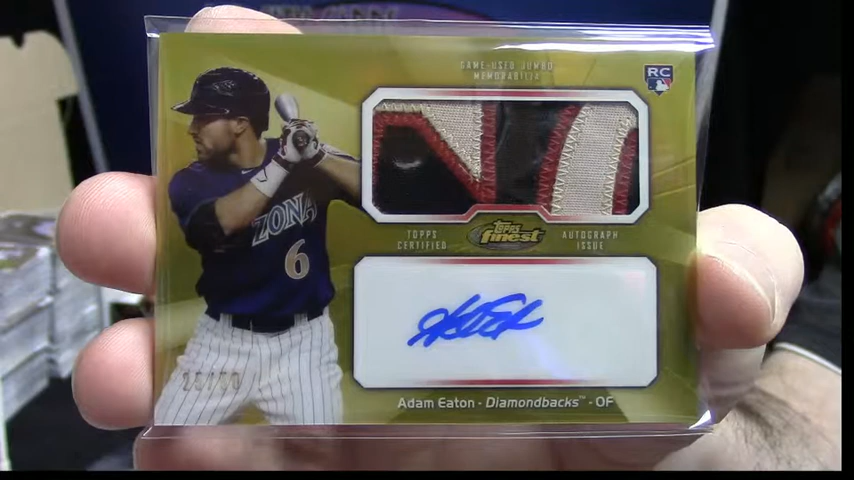 GAME-USED JUMBO
MEMORABILIA
RC
ZONA
6
TOPPS
CERTIFIED
TOPPS
finest
AUTOGRAPH
ISSUE
Adam Eaton - Diamondbacks™ - OF